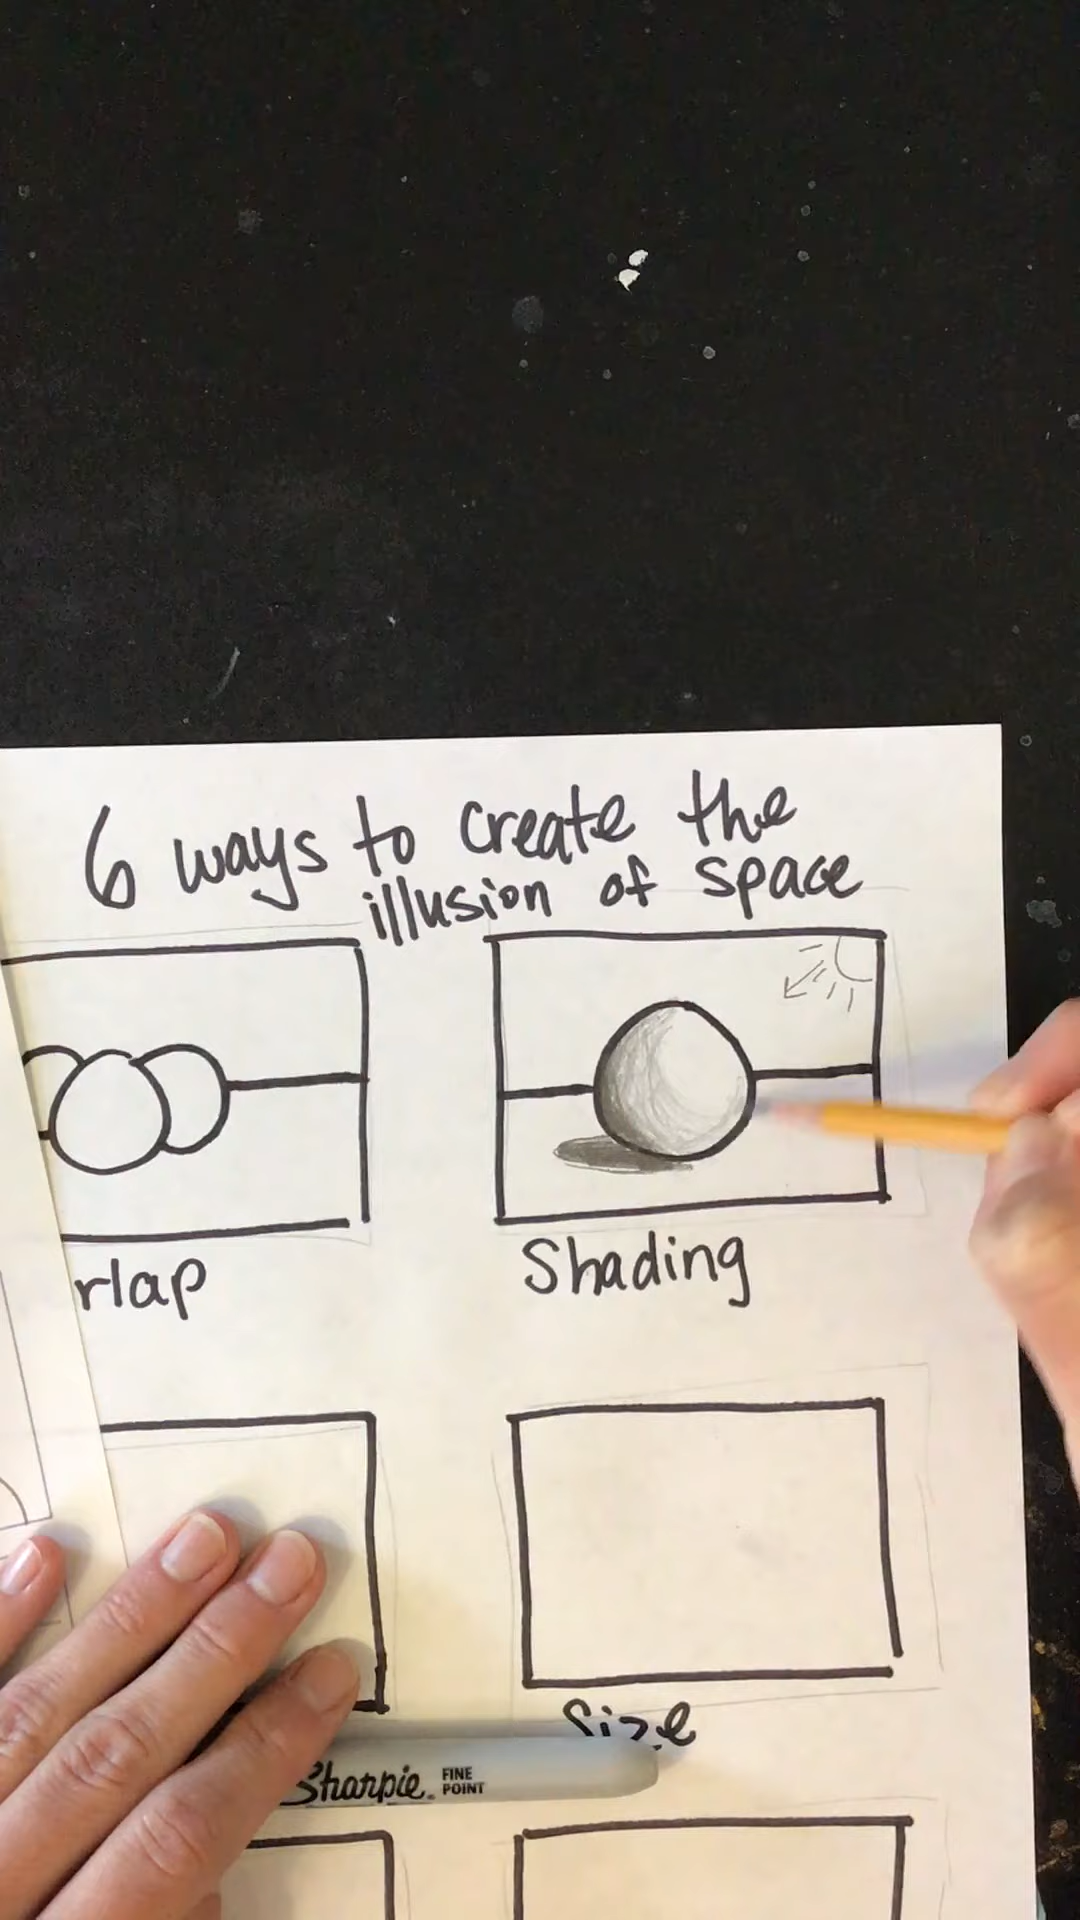 6 ways to create the
illusion of space
rlap
Shading
Size
Sharpie. FINE
POINT